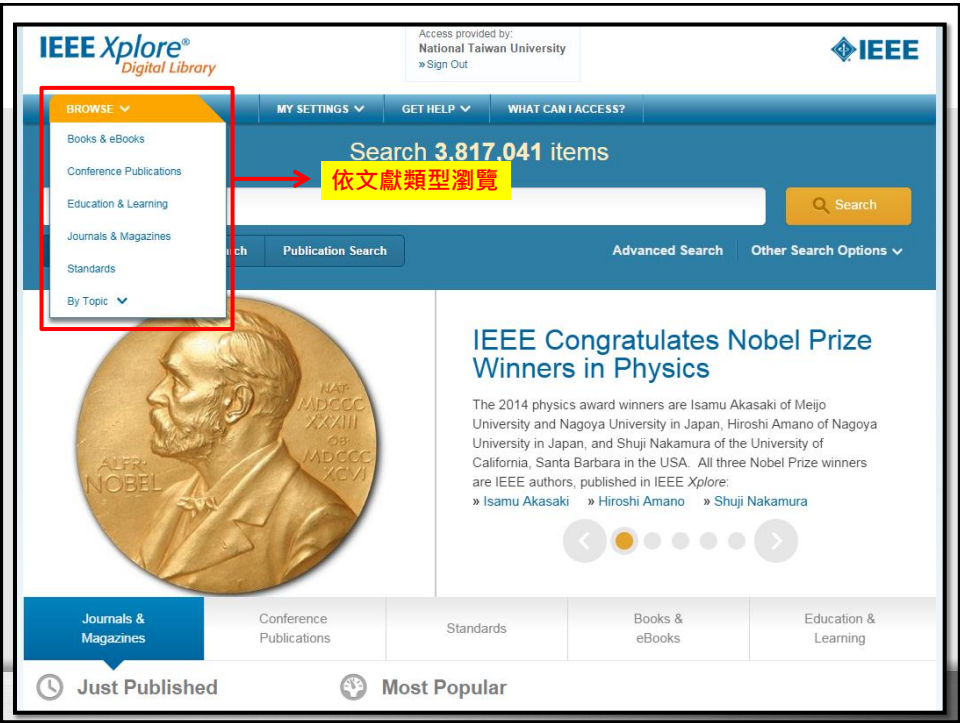 IEEE Xplore®
Digital Library
Access provided by:
National Taiwan University
» Sign Out
IEEE
BROWSE
MY SETTINGS
GET HELP
WHAT CAN I ACCESS?
Books & eBooks
Conference Publications
Education & Learning
Journals & Magazines
Standards
By Topic
Search 3,817,041 items
依文獻類型瀏覽
Search
Publication Search
Advanced Search
Other Search Options
ALFR·
NOBEL
NAT·
MDCCC
XXXIII
OB·
MDCCC
XCVI
IEEE Congratulates Nobel Prize
Winners in Physics
The 2014 physics award winners are Isamu Akasaki of Meijo
University and Nagoya University in Japan, Hiroshi Amano of Nagoya
University in Japan, and Shuji Nakamura of the University of
California, Santa Barbara in the USA. All three Nobel Prize winners
are IEEE authors, published in IEEE Xplore:
» Isamu Akasaki » Hiroshi Amano » Shuji Nakamura
Journals &
Magazines
Conference
Publications
Standards
Books &
eBooks
Education &
Learning
Just Published
Most Popular